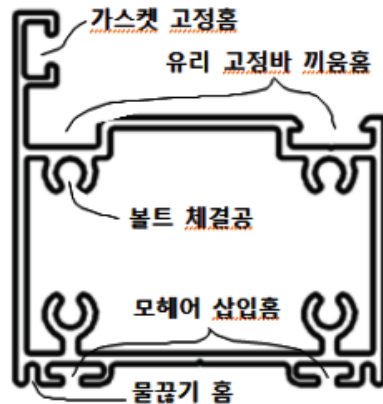 가스켓 고정홈
유리 고정바 끼움홈
볼트 체결공
모헤어 삽입홈
물끊기 홈